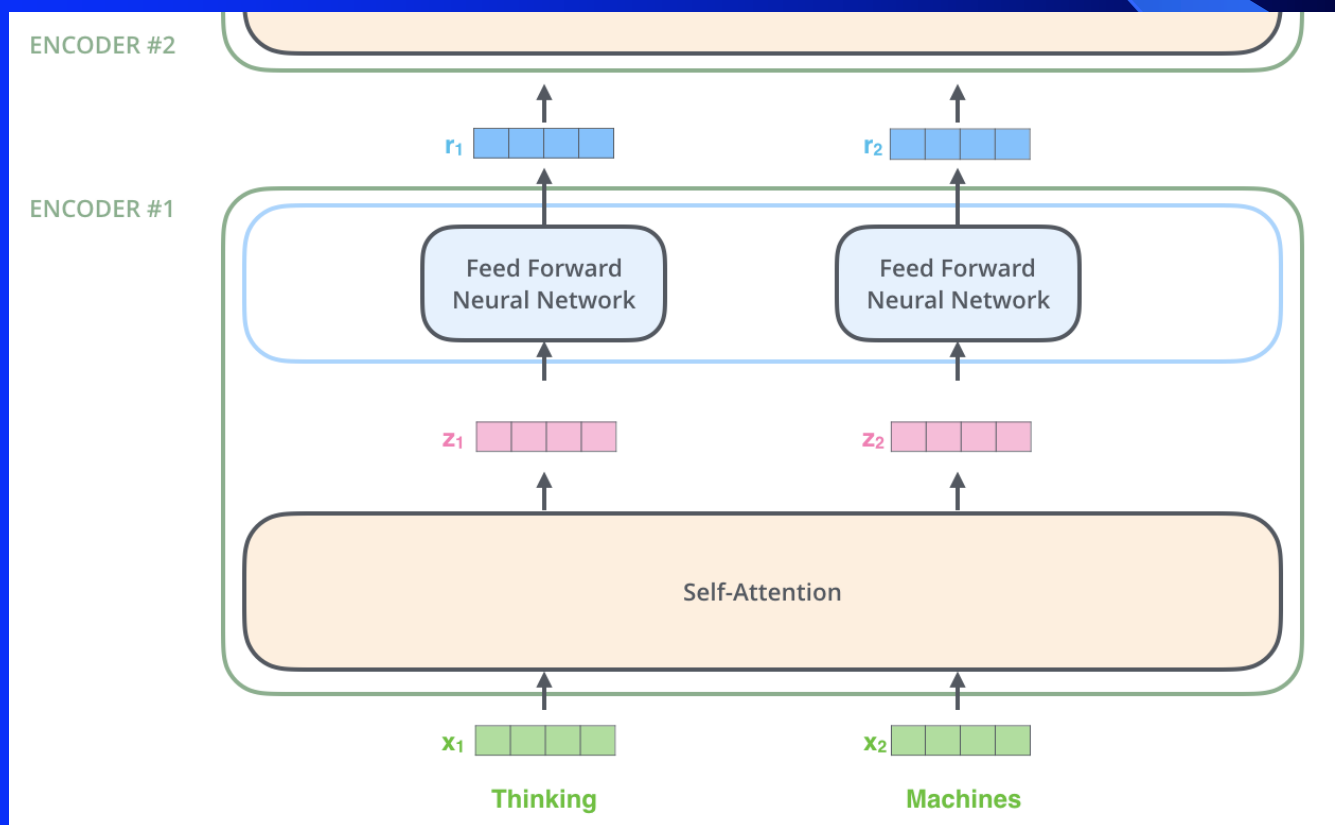 ENCODER #2
r₁
r₂
ENCODER #1
Feed Forward
Neural Network
Feed Forward
Neural Network
z₁
z₂
Self-Attention
x₁
x₂
Thinking
Machines